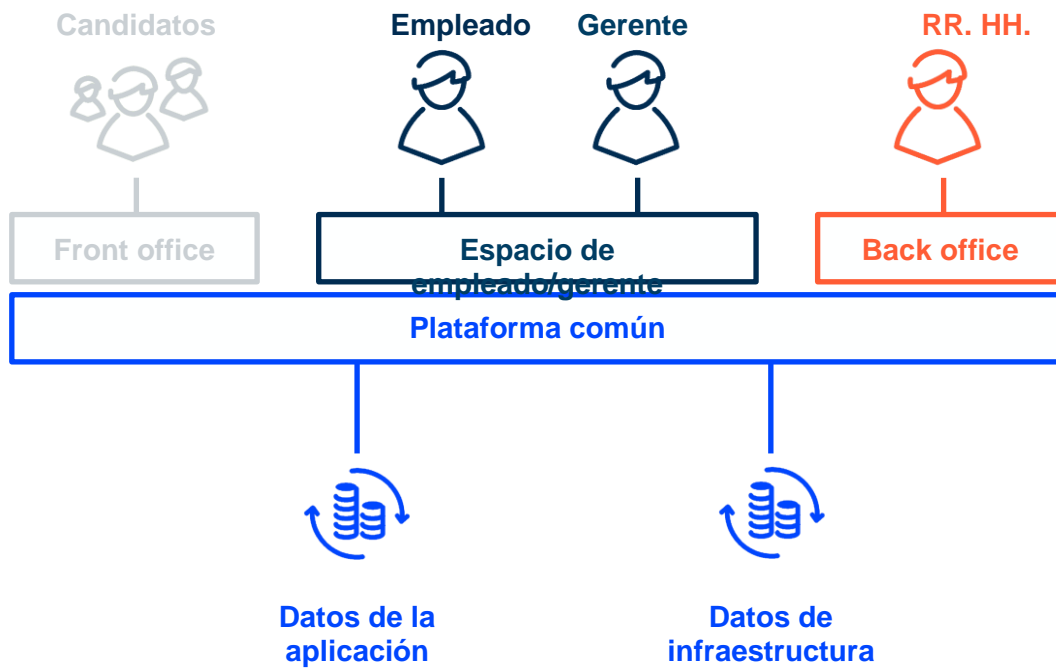 Candidatos
Empleado
Gerente
RR. HH.
Front office
Espacio de
empleado/gerente
Back office
Plataforma común
Datos de la
aplicación
Datos de
infraestructura